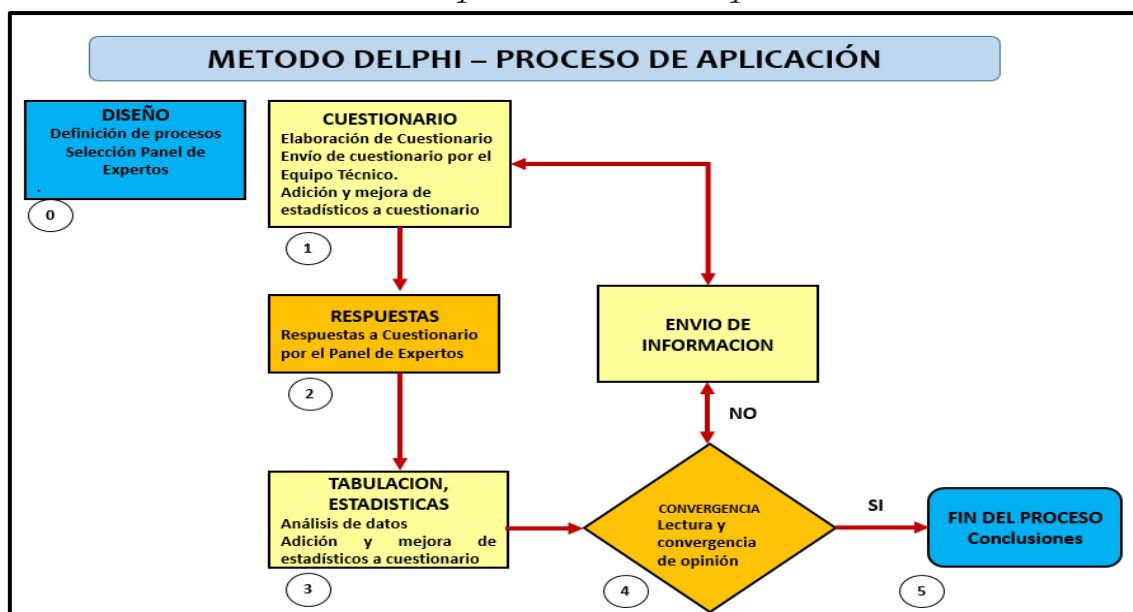 METODO DELPHI – PROCESO DE APLICACIÓN
DISEÑO
Definición de procesos
Selección Panel de
Expertos
.
0
CUESTIONARIO
Elaboración de Cuestionario
Envío de cuestionario por el
Equipo Técnico.
Adición y mejora de
estadísticos a cuestionario
1
RESPUESTAS
Respuestas a Cuestionario
por el Panel de Expertos
2
ENVIO DE
INFORMACION
NO
TABULACION,
ESTADISTICAS
Análisis de datos
Adición y mejora de
estadísticos a cuestionario
3
CONVERGENCIA
Lectura y
convergencia
de opinión
4
SI
FIN DEL PROCESO
Conclusiones
5